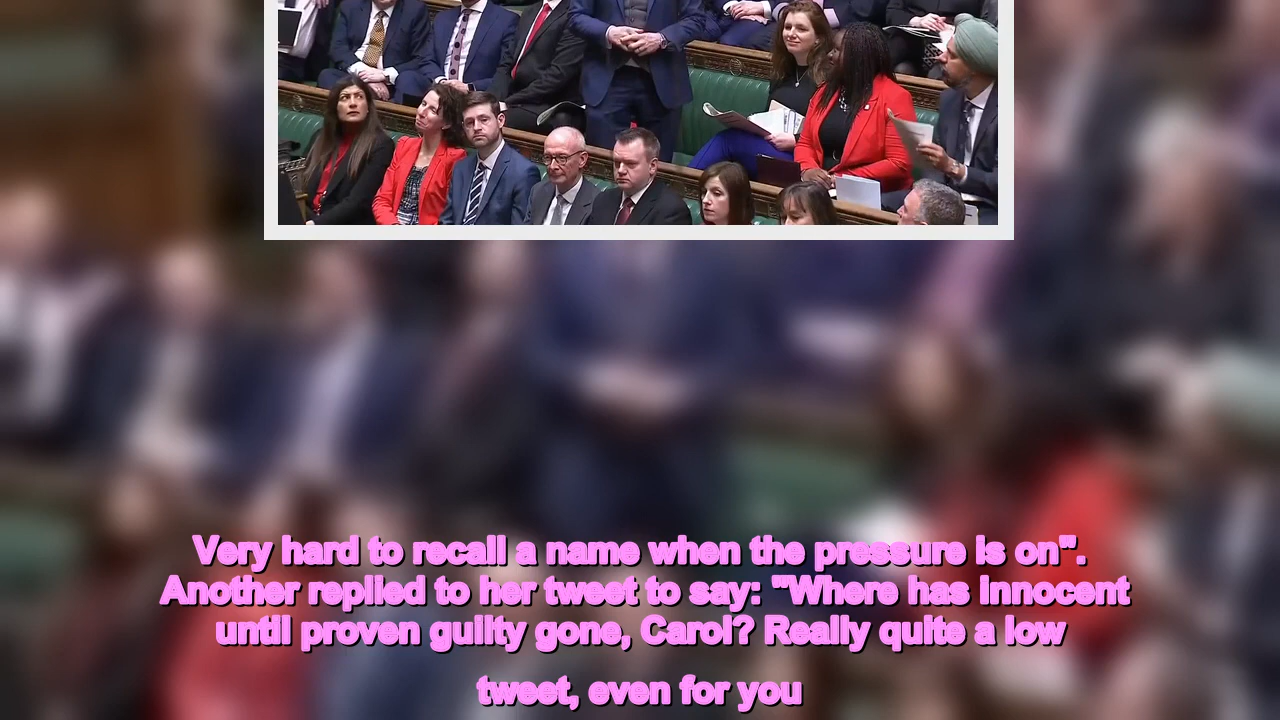 Very hard to recall a name when the pressure is on".
Another replied to her tweet to say: "Where has innocent
until proven guilty gone, Carol? Really quite a low
tweet, even for you